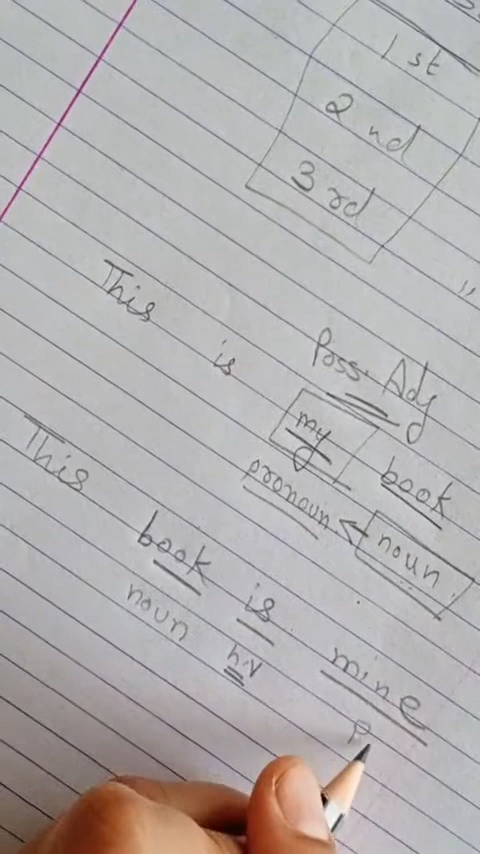 1st
2nd
3rd
Poss. Adj
This is my book
pronoun < noun
This book is mine
noun h.v P